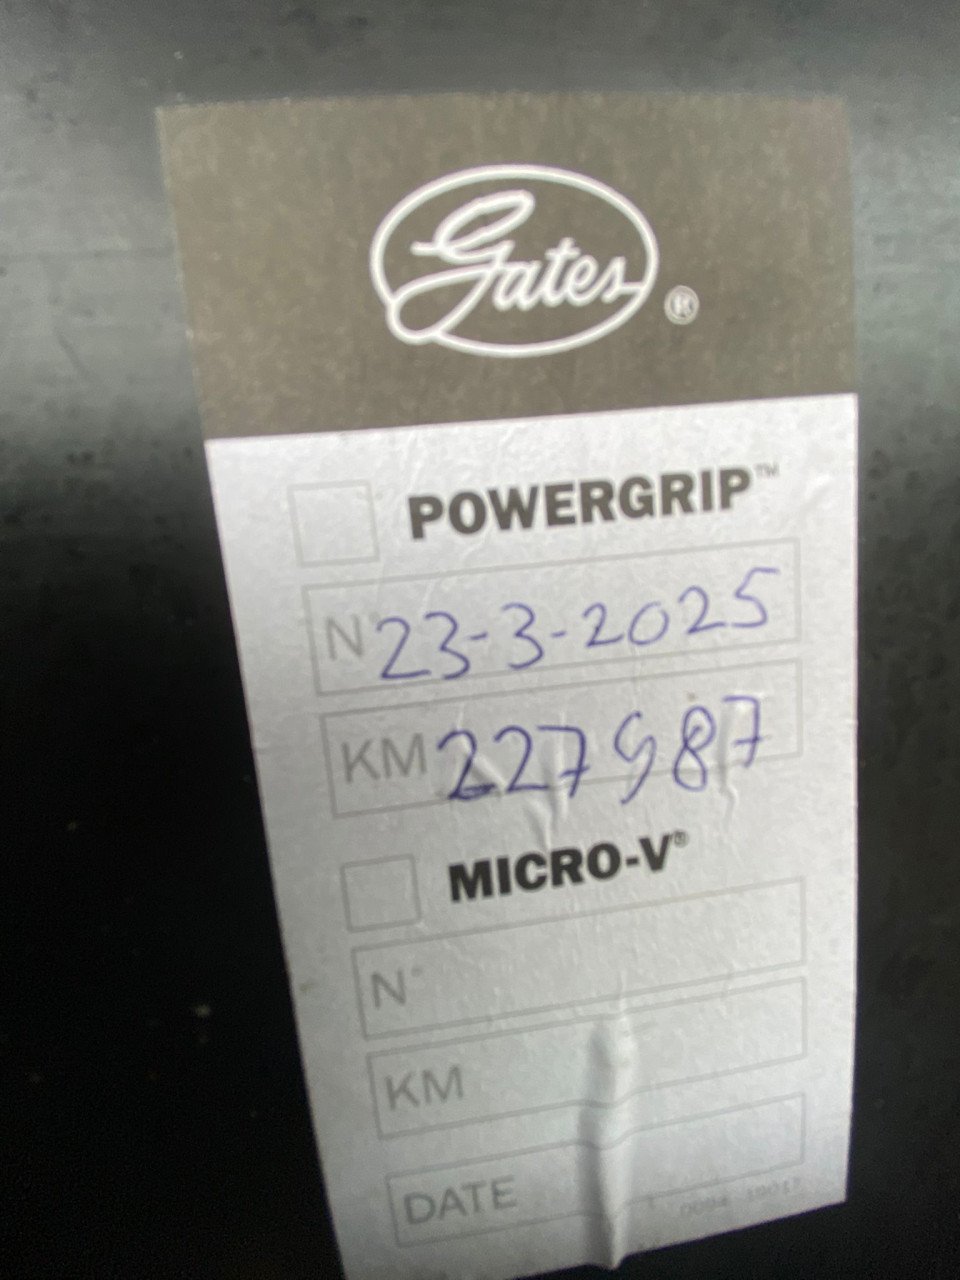 Gates ®
POWERGRIP™
N° 23-3-2025
KM 227987
MICRO-V®
N°
KM
DATE